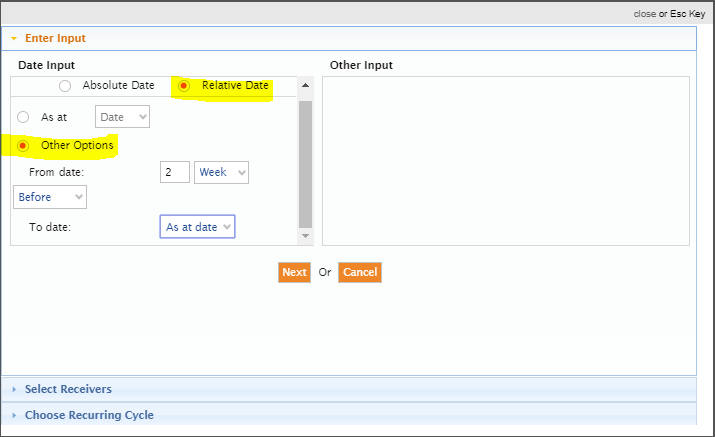 close or Esc Key
Enter Input
Date Input
Other Input
Absolute Date Relative Date
As at Date
Other Options
From date: 2 Week
Before
To date: As at date
Next Or Cancel
Select Receivers
Choose Recurring Cycle